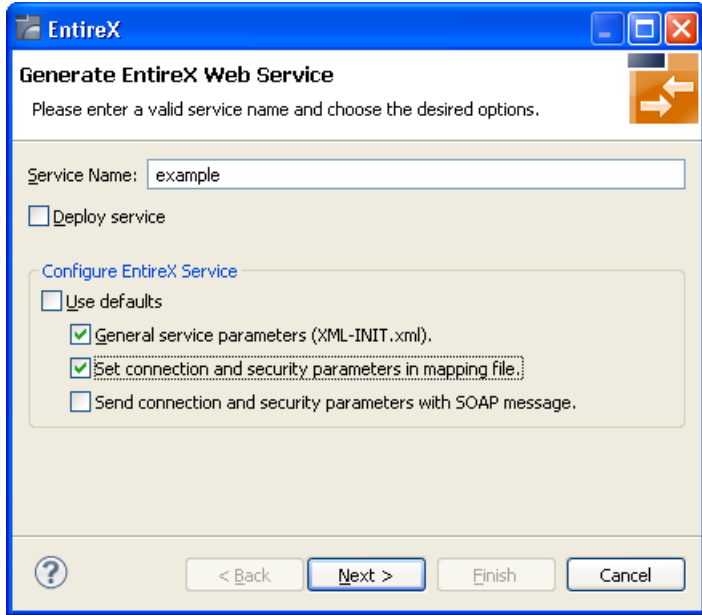 EntireX
Generate EntireX Web Service
Please enter a valid service name and choose the desired options.
Service Name: example
Deploy service
Configure EntireX Service
Use defaults
General service parameters (XML-INIT.xml).
Set connection and security parameters in mapping file.
Send connection and security parameters with SOAP message.
? < Back Next > Finish Cancel